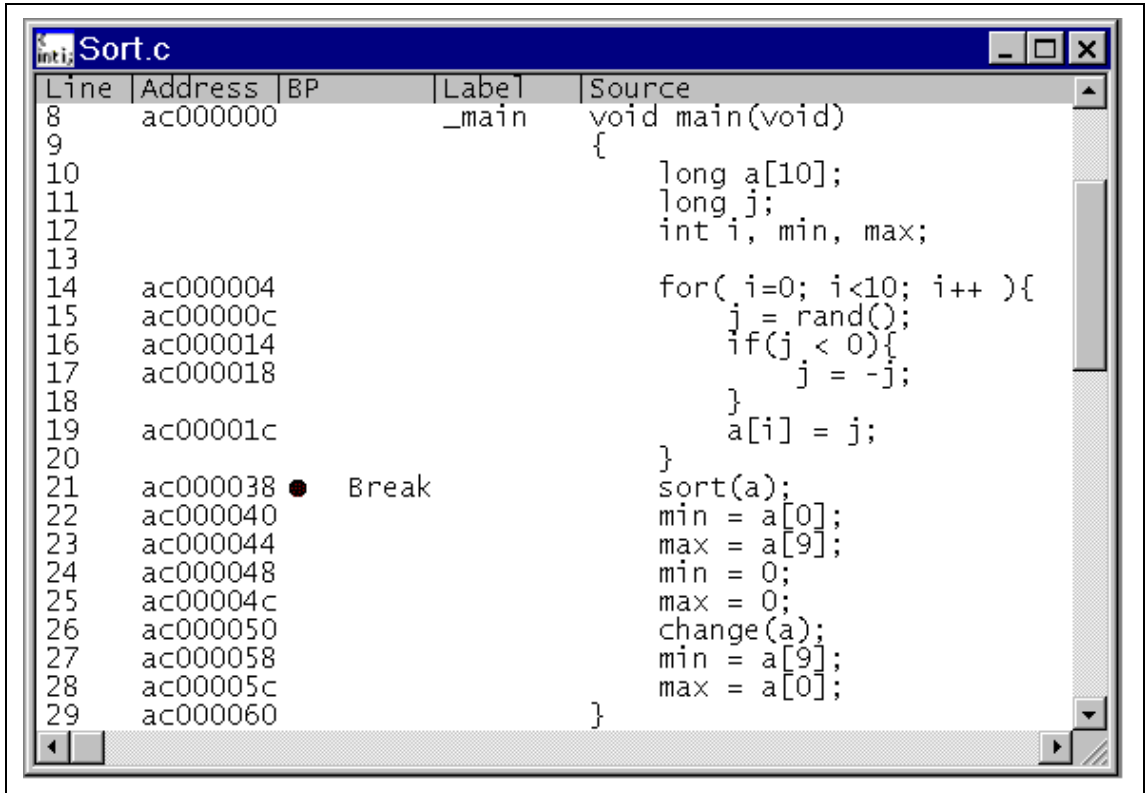 int i; Sort.c
Line |Address |BP |Label |Source
8 ac000000 _main void main(void)
9 {
10 long a[10];
11 long j;
12 int i, min, max;
13
14 ac000004 for( i=0; i<10; i++ ){
15 ac00000c j = rand();
16 ac000014 if(j < 0){
17 ac000018 j = -j;
18 }
19 ac00001c a[i] = j;
20 }
21 ac000038 ● Break sort(a);
22 ac000040 min = a[0];
23 ac000044 max = a[9];
24 ac000048 min = 0;
25 ac00004c max = 0;
26 ac000050 change(a);
27 ac000058 min = a[9];
28 ac00005c max = a[0];
29 ac000060 }